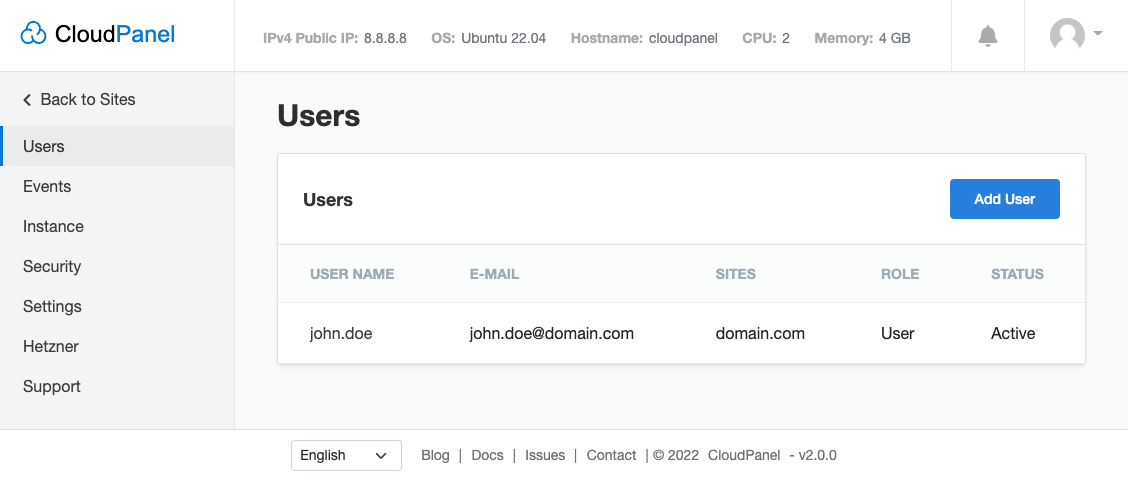 CloudPanel
IPv4 Public IP: 8.8.8.8 OS: Ubuntu 22.04 Hostname: cloudpanel CPU: 2 Memory: 4 GB
Back to Sites
Users
Events
Instance
Security
Settings
Hetzner
Support
Users
Users
Add User
USER NAME E-MAIL SITES ROLE STATUS
john.doe john.doe@domain.com domain.com User Active
English Blog | Docs | Issues | Contact | © 2022 CloudPanel - v2.0.0